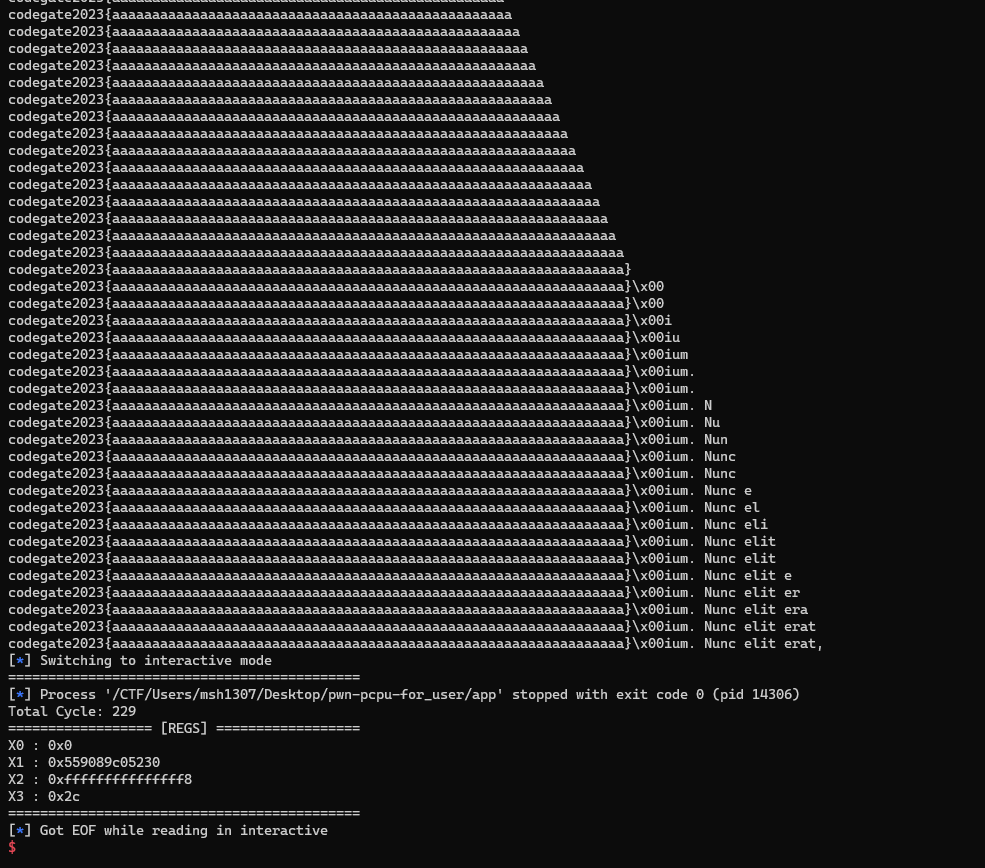 codegate2023{aaaaaaaaaaaaaaaaaaaaaaaaaaaaaaaaaaaaaaaaaaaaaaaaaa
codegate2023{aaaaaaaaaaaaaaaaaaaaaaaaaaaaaaaaaaaaaaaaaaaaaaaaaaa
codegate2023{aaaaaaaaaaaaaaaaaaaaaaaaaaaaaaaaaaaaaaaaaaaaaaaaaaaa
codegate2023{aaaaaaaaaaaaaaaaaaaaaaaaaaaaaaaaaaaaaaaaaaaaaaaaaaaaa
codegate2023{aaaaaaaaaaaaaaaaaaaaaaaaaaaaaaaaaaaaaaaaaaaaaaaaaaaaaa
codegate2023{aaaaaaaaaaaaaaaaaaaaaaaaaaaaaaaaaaaaaaaaaaaaaaaaaaaaaaa
codegate2023{aaaaaaaaaaaaaaaaaaaaaaaaaaaaaaaaaaaaaaaaaaaaaaaaaaaaaaaa
codegate2023{aaaaaaaaaaaaaaaaaaaaaaaaaaaaaaaaaaaaaaaaaaaaaaaaaaaaaaaaa
codegate2023{aaaaaaaaaaaaaaaaaaaaaaaaaaaaaaaaaaaaaaaaaaaaaaaaaaaaaaaaaa
codegate2023{aaaaaaaaaaaaaaaaaaaaaaaaaaaaaaaaaaaaaaaaaaaaaaaaaaaaaaaaaaa
codegate2023{aaaaaaaaaaaaaaaaaaaaaaaaaaaaaaaaaaaaaaaaaaaaaaaaaaaaaaaaaaaa
codegate2023{aaaaaaaaaaaaaaaaaaaaaaaaaaaaaaaaaaaaaaaaaaaaaaaaaaaaaaaaaaaaa
codegate2023{aaaaaaaaaaaaaaaaaaaaaaaaaaaaaaaaaaaaaaaaaaaaaaaaaaaaaaaaaaaaaa
codegate2023{aaaaaaaaaaaaaaaaaaaaaaaaaaaaaaaaaaaaaaaaaaaaaaaaaaaaaaaaaaaaaaa
codegate2023{aaaaaaaaaaaaaaaaaaaaaaaaaaaaaaaaaaaaaaaaaaaaaaaaaaaaaaaaaaaaaaaa
codegate2023{aaaaaaaaaaaaaaaaaaaaaaaaaaaaaaaaaaaaaaaaaaaaaaaaaaaaaaaaaaaaaaaa}
codegate2023{aaaaaaaaaaaaaaaaaaaaaaaaaaaaaaaaaaaaaaaaaaaaaaaaaaaaaaaaaaaaaaaa}\x00
codegate2023{aaaaaaaaaaaaaaaaaaaaaaaaaaaaaaaaaaaaaaaaaaaaaaaaaaaaaaaaaaaaaaaa}\x00
codegate2023{aaaaaaaaaaaaaaaaaaaaaaaaaaaaaaaaaaaaaaaaaaaaaaaaaaaaaaaaaaaaaaaa}\x00i
codegate2023{aaaaaaaaaaaaaaaaaaaaaaaaaaaaaaaaaaaaaaaaaaaaaaaaaaaaaaaaaaaaaaaa}\x00iu
codegate2023{aaaaaaaaaaaaaaaaaaaaaaaaaaaaaaaaaaaaaaaaaaaaaaaaaaaaaaaaaaaaaaaa}\x00ium
codegate2023{aaaaaaaaaaaaaaaaaaaaaaaaaaaaaaaaaaaaaaaaaaaaaaaaaaaaaaaaaaaaaaaa}\x00ium.
codegate2023{aaaaaaaaaaaaaaaaaaaaaaaaaaaaaaaaaaaaaaaaaaaaaaaaaaaaaaaaaaaaaaaa}\x00ium.
codegate2023{aaaaaaaaaaaaaaaaaaaaaaaaaaaaaaaaaaaaaaaaaaaaaaaaaaaaaaaaaaaaaaaa}\x00ium. N
codegate2023{aaaaaaaaaaaaaaaaaaaaaaaaaaaaaaaaaaaaaaaaaaaaaaaaaaaaaaaaaaaaaaaa}\x00ium. Nu
codegate2023{aaaaaaaaaaaaaaaaaaaaaaaaaaaaaaaaaaaaaaaaaaaaaaaaaaaaaaaaaaaaaaaa}\x00ium. Nun
codegate2023{aaaaaaaaaaaaaaaaaaaaaaaaaaaaaaaaaaaaaaaaaaaaaaaaaaaaaaaaaaaaaaaa}\x00ium. Nunc
codegate2023{aaaaaaaaaaaaaaaaaaaaaaaaaaaaaaaaaaaaaaaaaaaaaaaaaaaaaaaaaaaaaaaa}\x00ium. Nunc
codegate2023{aaaaaaaaaaaaaaaaaaaaaaaaaaaaaaaaaaaaaaaaaaaaaaaaaaaaaaaaaaaaaaaa}\x00ium. Nunc e
codegate2023{aaaaaaaaaaaaaaaaaaaaaaaaaaaaaaaaaaaaaaaaaaaaaaaaaaaaaaaaaaaaaaaa}\x00ium. Nunc el
codegate2023{aaaaaaaaaaaaaaaaaaaaaaaaaaaaaaaaaaaaaaaaaaaaaaaaaaaaaaaaaaaaaaaa}\x00ium. Nunc eli
codegate2023{aaaaaaaaaaaaaaaaaaaaaaaaaaaaaaaaaaaaaaaaaaaaaaaaaaaaaaaaaaaaaaaa}\x00ium. Nunc elit
codegate2023{aaaaaaaaaaaaaaaaaaaaaaaaaaaaaaaaaaaaaaaaaaaaaaaaaaaaaaaaaaaaaaaa}\x00ium. Nunc elit
codegate2023{aaaaaaaaaaaaaaaaaaaaaaaaaaaaaaaaaaaaaaaaaaaaaaaaaaaaaaaaaaaaaaaa}\x00ium. Nunc elit e
codegate2023{aaaaaaaaaaaaaaaaaaaaaaaaaaaaaaaaaaaaaaaaaaaaaaaaaaaaaaaaaaaaaaaa}\x00ium. Nunc elit er
codegate2023{aaaaaaaaaaaaaaaaaaaaaaaaaaaaaaaaaaaaaaaaaaaaaaaaaaaaaaaaaaaaaaaa}\x00ium. Nunc elit era
codegate2023{aaaaaaaaaaaaaaaaaaaaaaaaaaaaaaaaaaaaaaaaaaaaaaaaaaaaaaaaaaaaaaaa}\x00ium. Nunc elit erat
codegate2023{aaaaaaaaaaaaaaaaaaaaaaaaaaaaaaaaaaaaaaaaaaaaaaaaaaaaaaaaaaaaaaaa}\x00ium. Nunc elit erat,
[*] Switching to interactive mode
============================================
[*] Process '/CTF/Users/msh1307/Desktop/pwn-pcpu-for_user/app' stopped with exit code 0 (pid 14306)
Total Cycle: 229
================== [REGS] ==================
X0 : 0x0
X1 : 0x559089c05230
X2 : 0xfffffffffffffff8
X3 : 0x2c
============================================
[*] Got EOF while reading in interactive
$